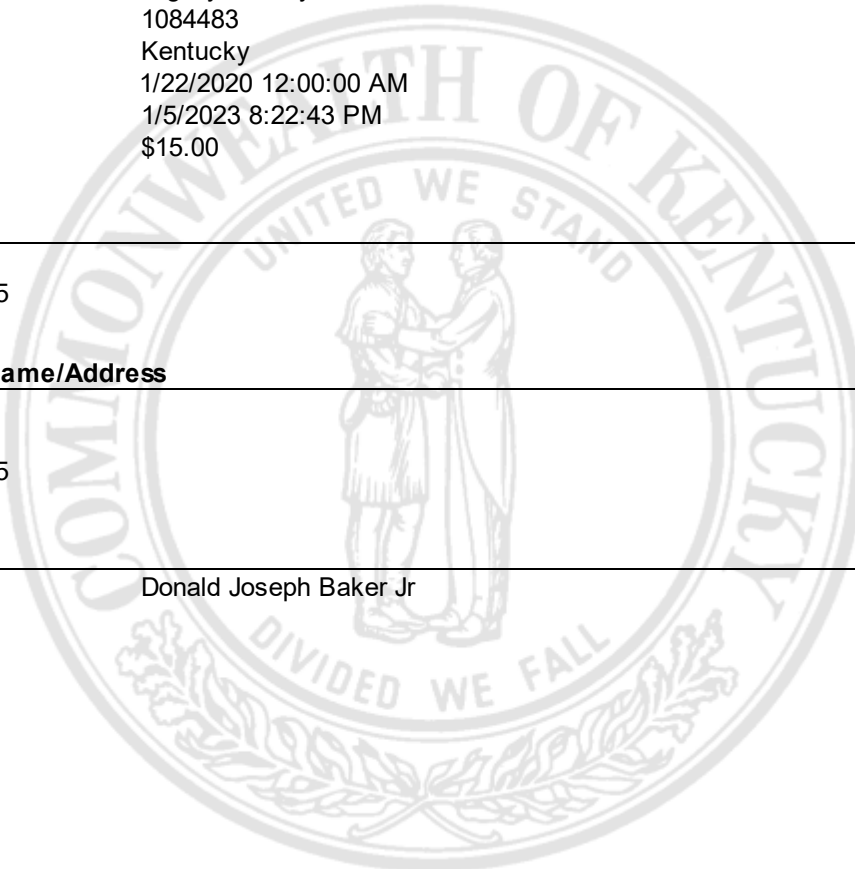 1084483
Kentucky
1/22/2020 12:00:00 AM
1/5/2023 8:22:43 PM
$15.00
COMMONWEALTH OF KENTUCKY
UNITED WE STAND
5
ame/Address
5
Donald Joseph Baker Jr
DIVIDED WE FALL